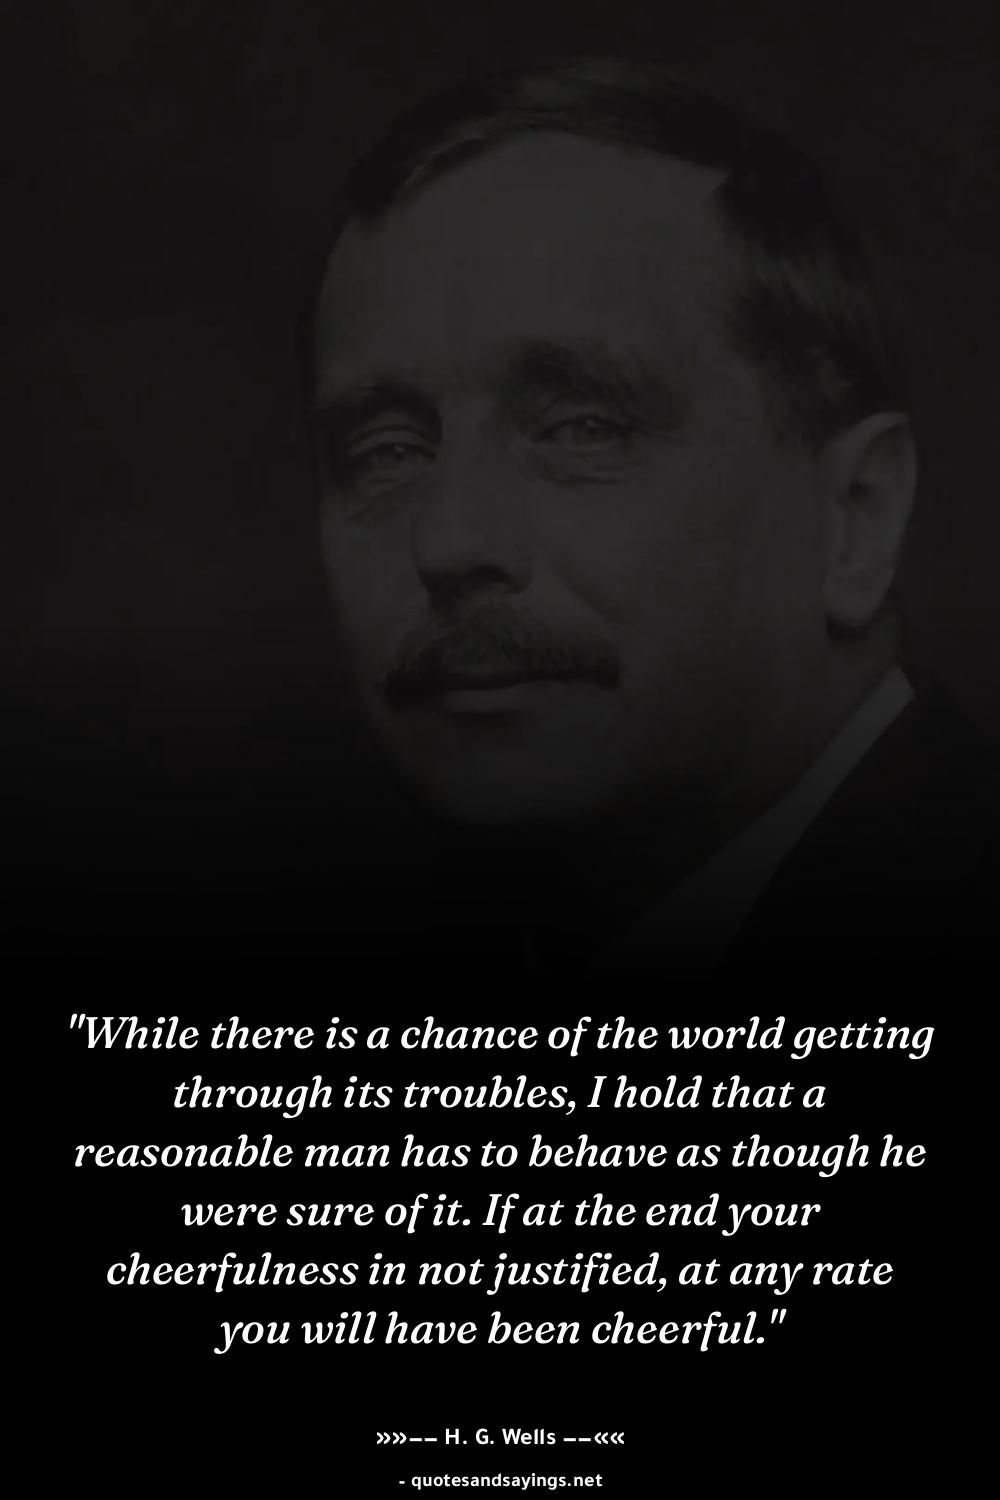 "While there is a chance of the world getting
through its troubles, I hold that a
reasonable man has to behave as though he
were sure of it. If at the end your
cheerfulness in not justified, at any rate
you will have been cheerful."
»»–– H. G. Wells ––««
- quotesandsayings.net